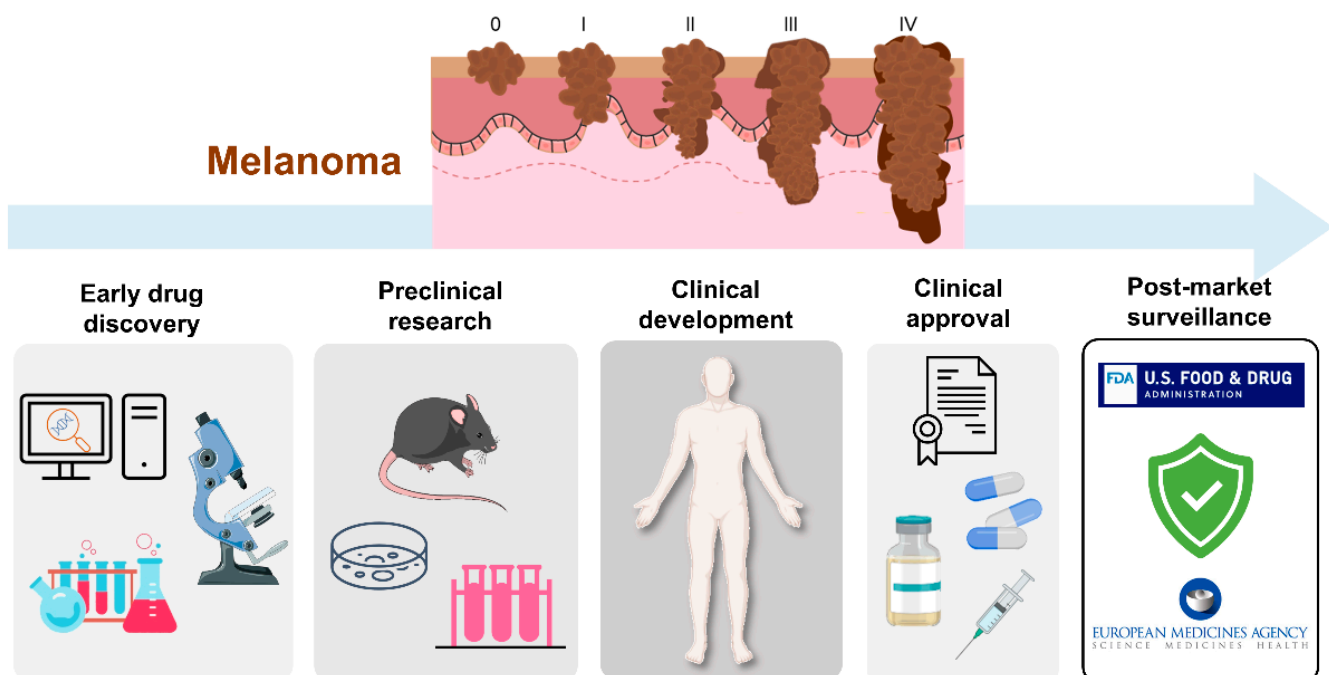 0 I II III IV
Melanoma
Early drug
discovery
Preclinical
research
Clinical
development
Clinical
approval
Post-market
surveillance
FDA U.S. FOOD & DRUG
ADMINISTRATION
EUROPEAN MEDICINES AGENCY
SCIENCE MEDICINES HEALTH